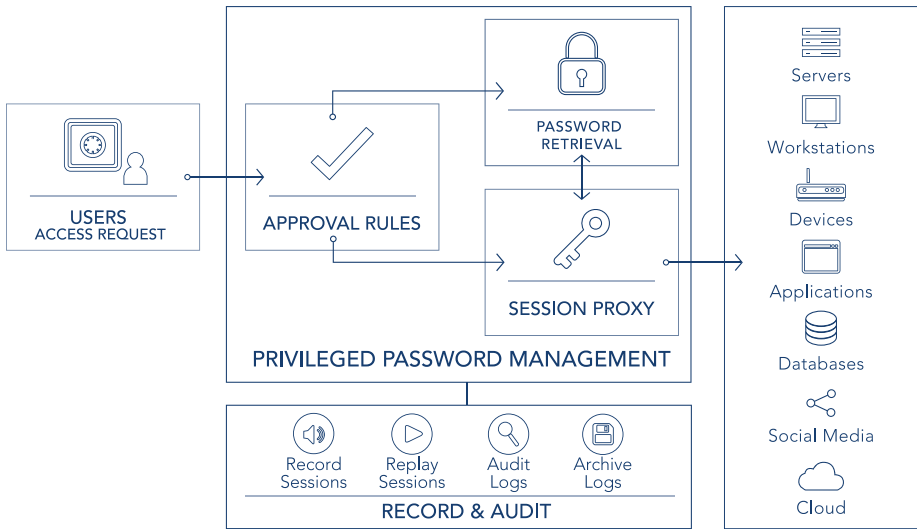 USERS
ACCESS REQUEST
APPROVAL RULES
PASSWORD
RETRIEVAL
SESSION PROXY
PRIVILEGED PASSWORD MANAGEMENT
Record
Sessions
Replay
Sessions
Audit
Logs
Archive
Logs
RECORD & AUDIT
Servers
Workstations
Devices
Applications
Databases
Social Media
Cloud